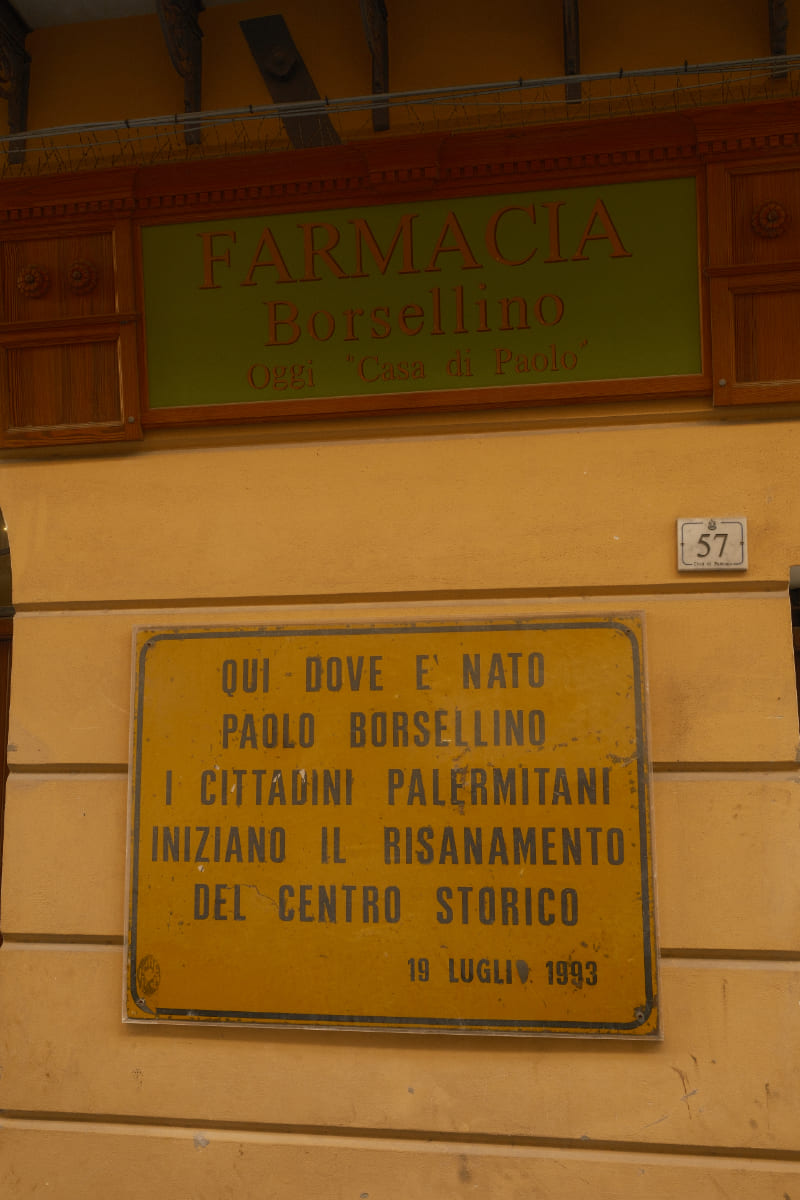 FARMACIA
Borsellino
Oggi "Casa di Paolo"
57
QUI DOVE E' NATO
PAOLO BORSELLINO
I CITTADINI PALERMITANI
INIZIANO IL RISANAMENTO
DEL CENTRO STORICO
19 LUGLIO 1993